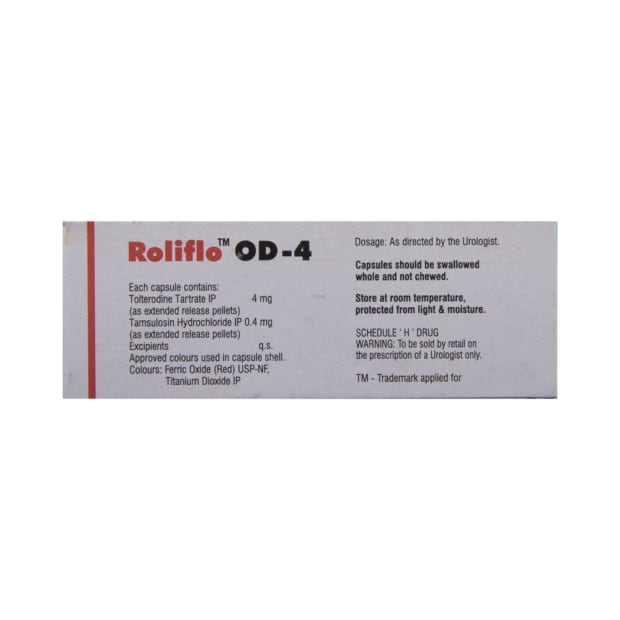 Roliflo™ OD-4
Each capsule contains:
Tolterodine Tartrate IP 4 mg
(as extended release pellets)
Tamsulosin Hydrochloride IP 0.4 mg
(as extended release pellets)
Excipients q.s.
Approved colours used in capsule shell.
Colours: Ferric Oxide (Red) USP-NF,
Titanium Dioxide IP
Dosage: As directed by the Urologist.
Capsules should be swallowed
whole and not chewed.
Store at room temperature,
protected from light & moisture.
SCHEDULE ' H ' DRUG
WARNING: To be sold by retail on
the prescription of a Urologist only.
TM - Trademark applied for